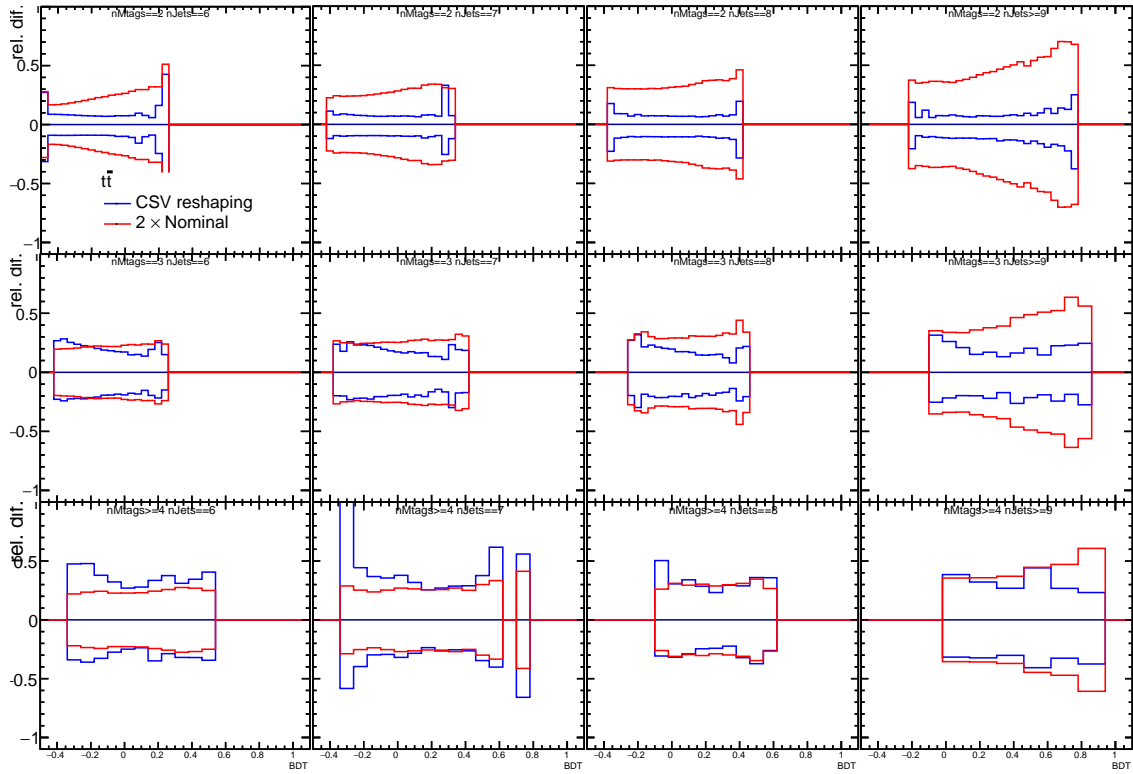 nMtags==2 nJets==6 nMtags==2 nJets==7 nMtags==2 nJets==8 nMtags==2 nJets>=9
rel. dif.
1
0.5
0
−0.5
−1
tt̄
CSV reshaping
2 × Nominal
nMtags==3 nJets==6 nMtags==3 nJets==7 nMtags==3 nJets==8 nMtags==3 nJets>=9
rel. dif.
1
0.5
0
−0.5
−1
nMtags>=4 nJets==6 nMtags>=4 nJets==7 nMtags>=4 nJets==8 nMtags>=4 nJets>=9
rel. dif.
1
0.5
0
−0.5
−1
−0.4 −0.2 0 0.2 0.4 0.6 0.8 1 −0.4 −0.2 0 0.2 0.4 0.6 0.8 1 −0.4 −0.2 0 0.2 0.4 0.6 0.8 1 −0.4 −0.2 0 0.2 0.4 0.6 0.8 1
BDT BDT BDT BDT